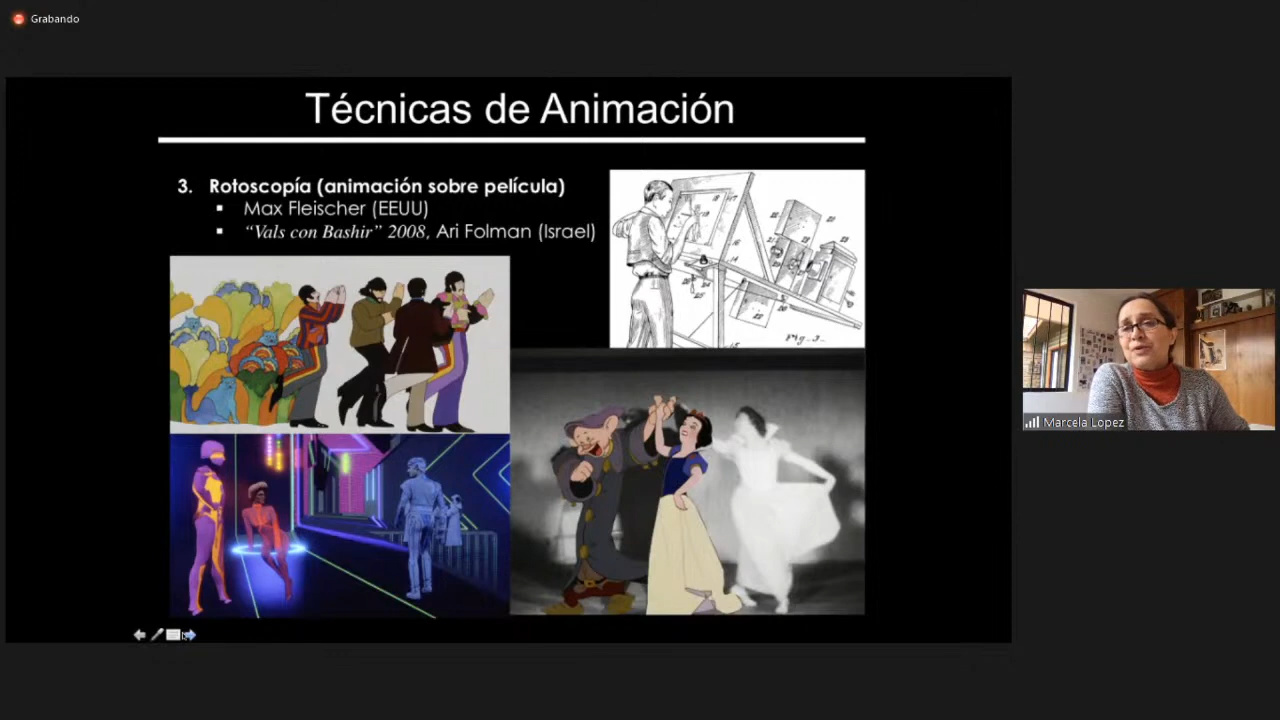 Grabando
Técnicas de Animación
3. Rotoscopía (animación sobre película)
▪ Max Fleischer (EEUU)
▪ “Vals con Bashir” 2008, Ari Folman (Israel)
Marcela Lopez